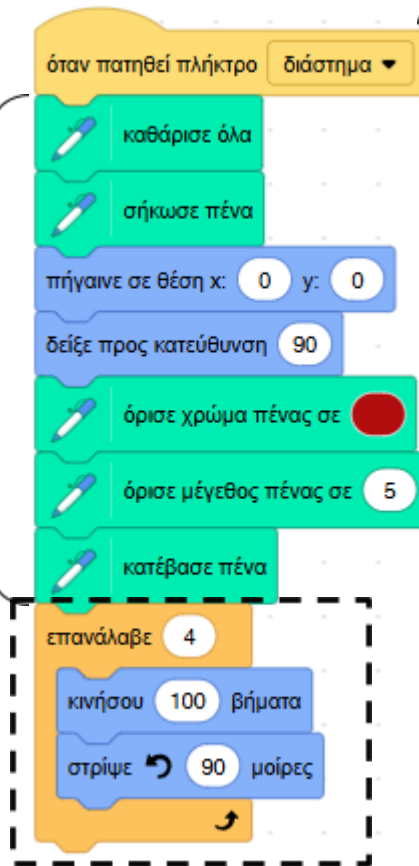 όταν πατηθεί πλήκτρο διάστημα
καθάρισε όλα
σήκωσε πένα
πήγαινε σε θέση x: 0 y: 0
δείξε προς κατεύθυνση 90
όρισε χρώμα πένας σε
όρισε μέγεθος πένας σε 5
κατέβασε πένα
επανάλαβε 4
κινήσου 100 βήματα
στρίψε 90 μοίρες